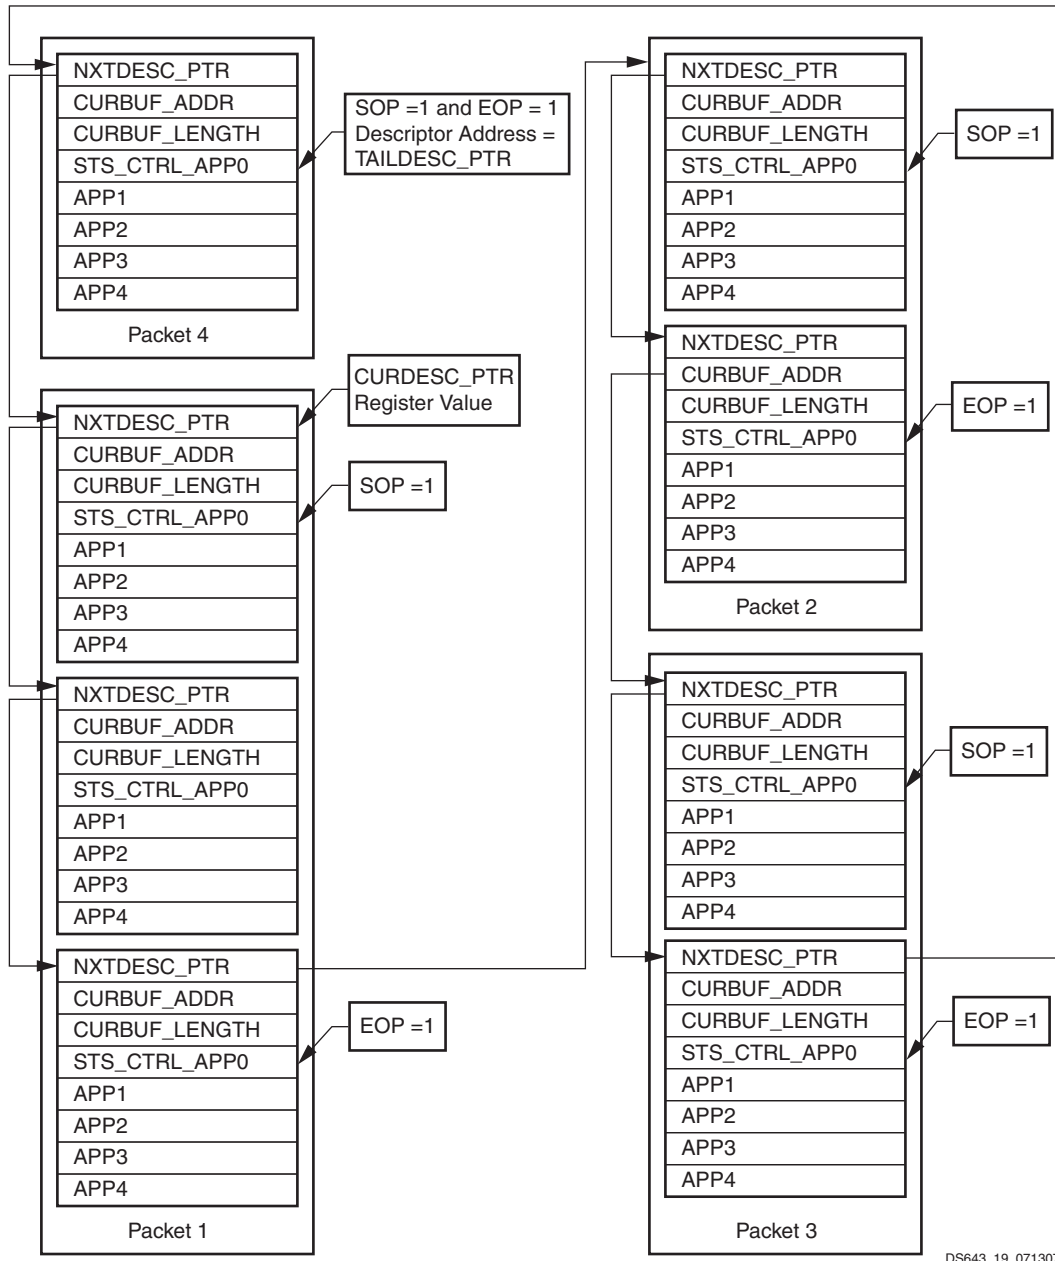 NXTDESC_PTR
CURBUF_ADDR
CURBUF_LENGTH
STS_CTRL_APP0
APP1
APP2
APP3
APP4
Packet 4
SOP =1 and EOP = 1
Descriptor Address =
TAILDESC_PTR
CURDESC_PTR
Register Value
NXTDESC_PTR
CURBUF_ADDR
CURBUF_LENGTH
STS_CTRL_APP0
APP1
APP2
APP3
APP4
SOP =1
NXTDESC_PTR
CURBUF_ADDR
CURBUF_LENGTH
STS_CTRL_APP0
APP1
APP2
APP3
APP4
NXTDESC_PTR
CURBUF_ADDR
CURBUF_LENGTH
STS_CTRL_APP0
APP1
APP2
APP3
APP4
EOP =1
Packet 1
NXTDESC_PTR
CURBUF_ADDR
CURBUF_LENGTH
STS_CTRL_APP0
APP1
APP2
APP3
APP4
SOP =1
NXTDESC_PTR
CURBUF_ADDR
CURBUF_LENGTH
STS_CTRL_APP0
APP1
APP2
APP3
APP4
EOP =1
Packet 2
NXTDESC_PTR
CURBUF_ADDR
CURBUF_LENGTH
STS_CTRL_APP0
APP1
APP2
APP3
APP4
SOP =1
NXTDESC_PTR
CURBUF_ADDR
CURBUF_LENGTH
STS_CTRL_APP0
APP1
APP2
APP3
APP4
EOP =1
Packet 3
DS643_19_071307